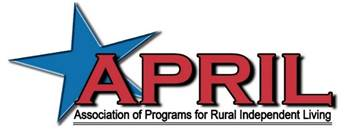 APRIL
Association of Programs for Rural Independent Living